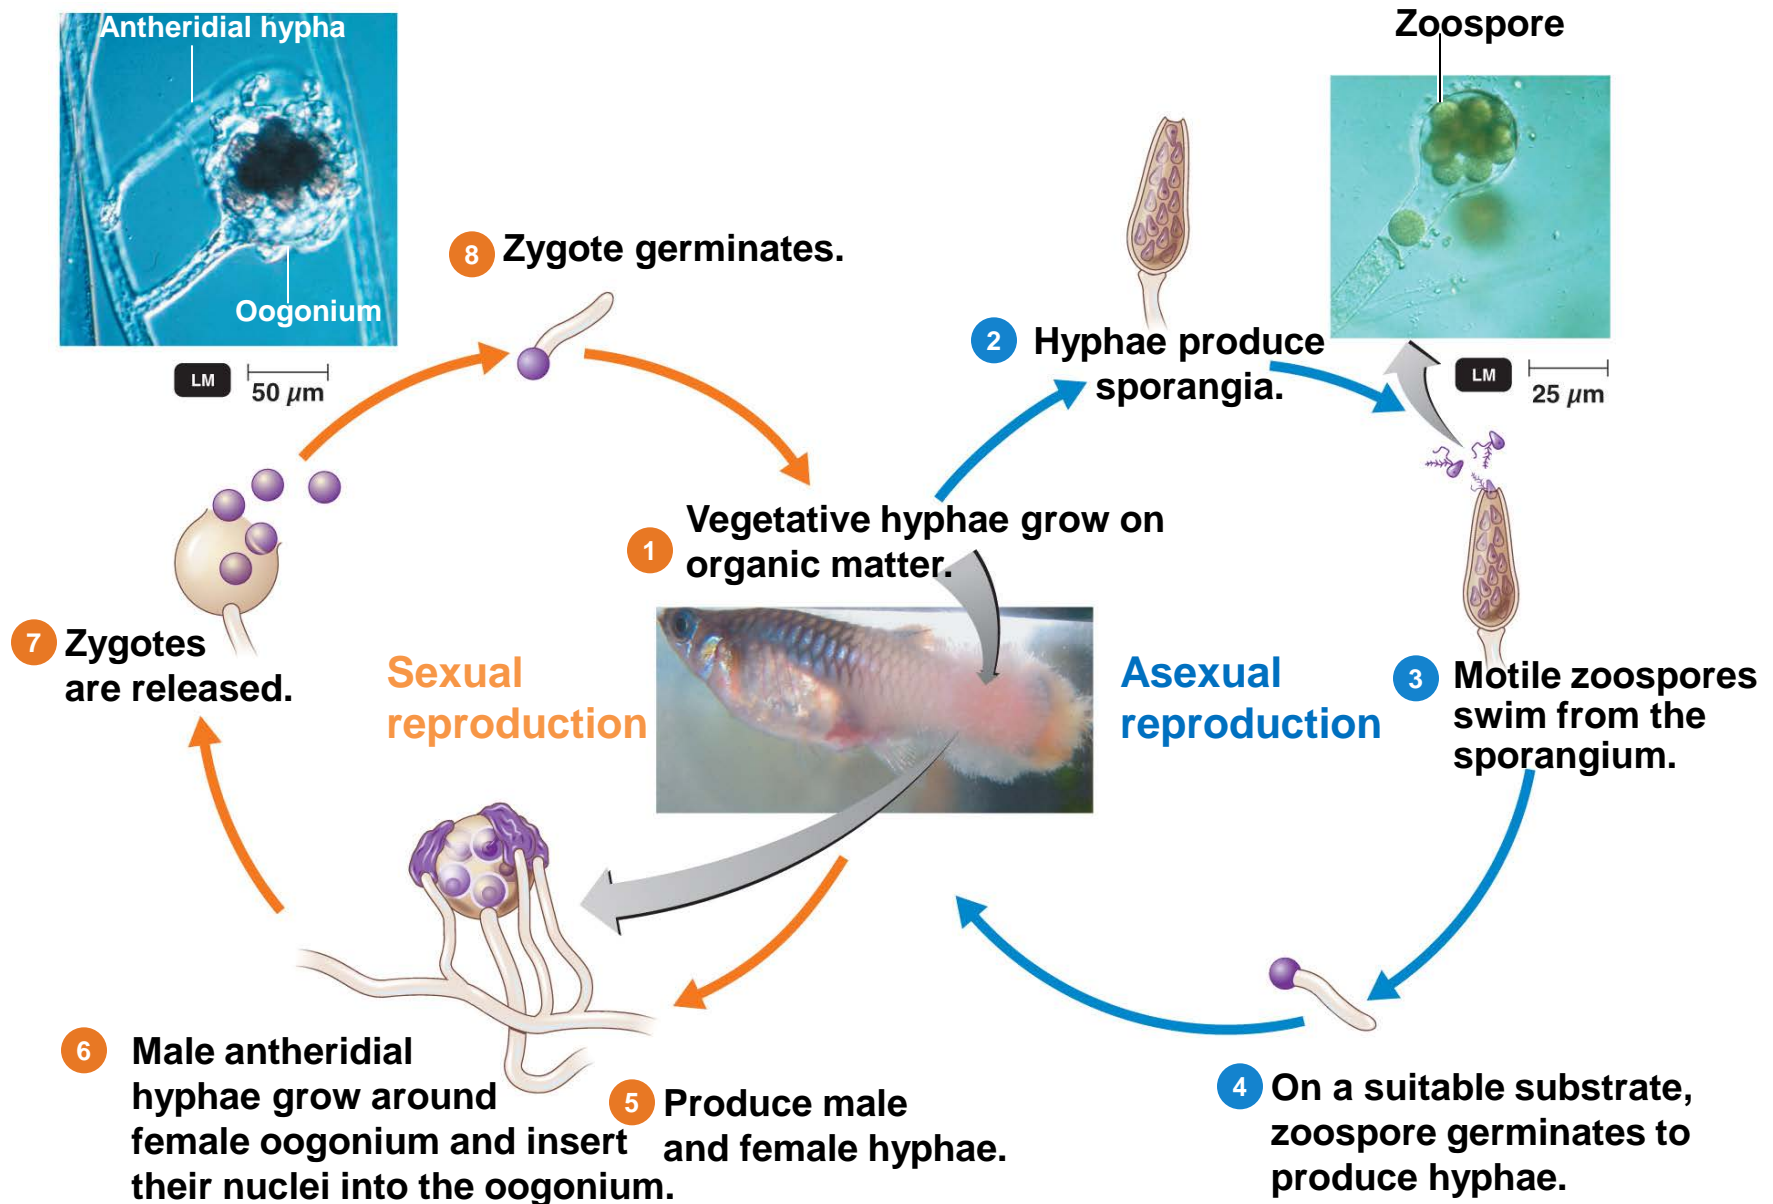 Antheridial hypha
Oogonium
LM
50 μm
Zoospore
LM
25 μm
8 Zygote germinates.
2 Hyphae produce
sporangia.
1 Vegetative hyphae grow on
organic matter.
7 Zygotes
are released.
Sexual
reproduction
Asexual
reproduction
3 Motile zoospores
swim from the
sporangium.
6 Male antheridial
hyphae grow around
female oogonium and insert
their nuclei into the oogonium.
5 Produce male
and female hyphae.
4 On a suitable substrate,
zoospore germinates to
produce hyphae.